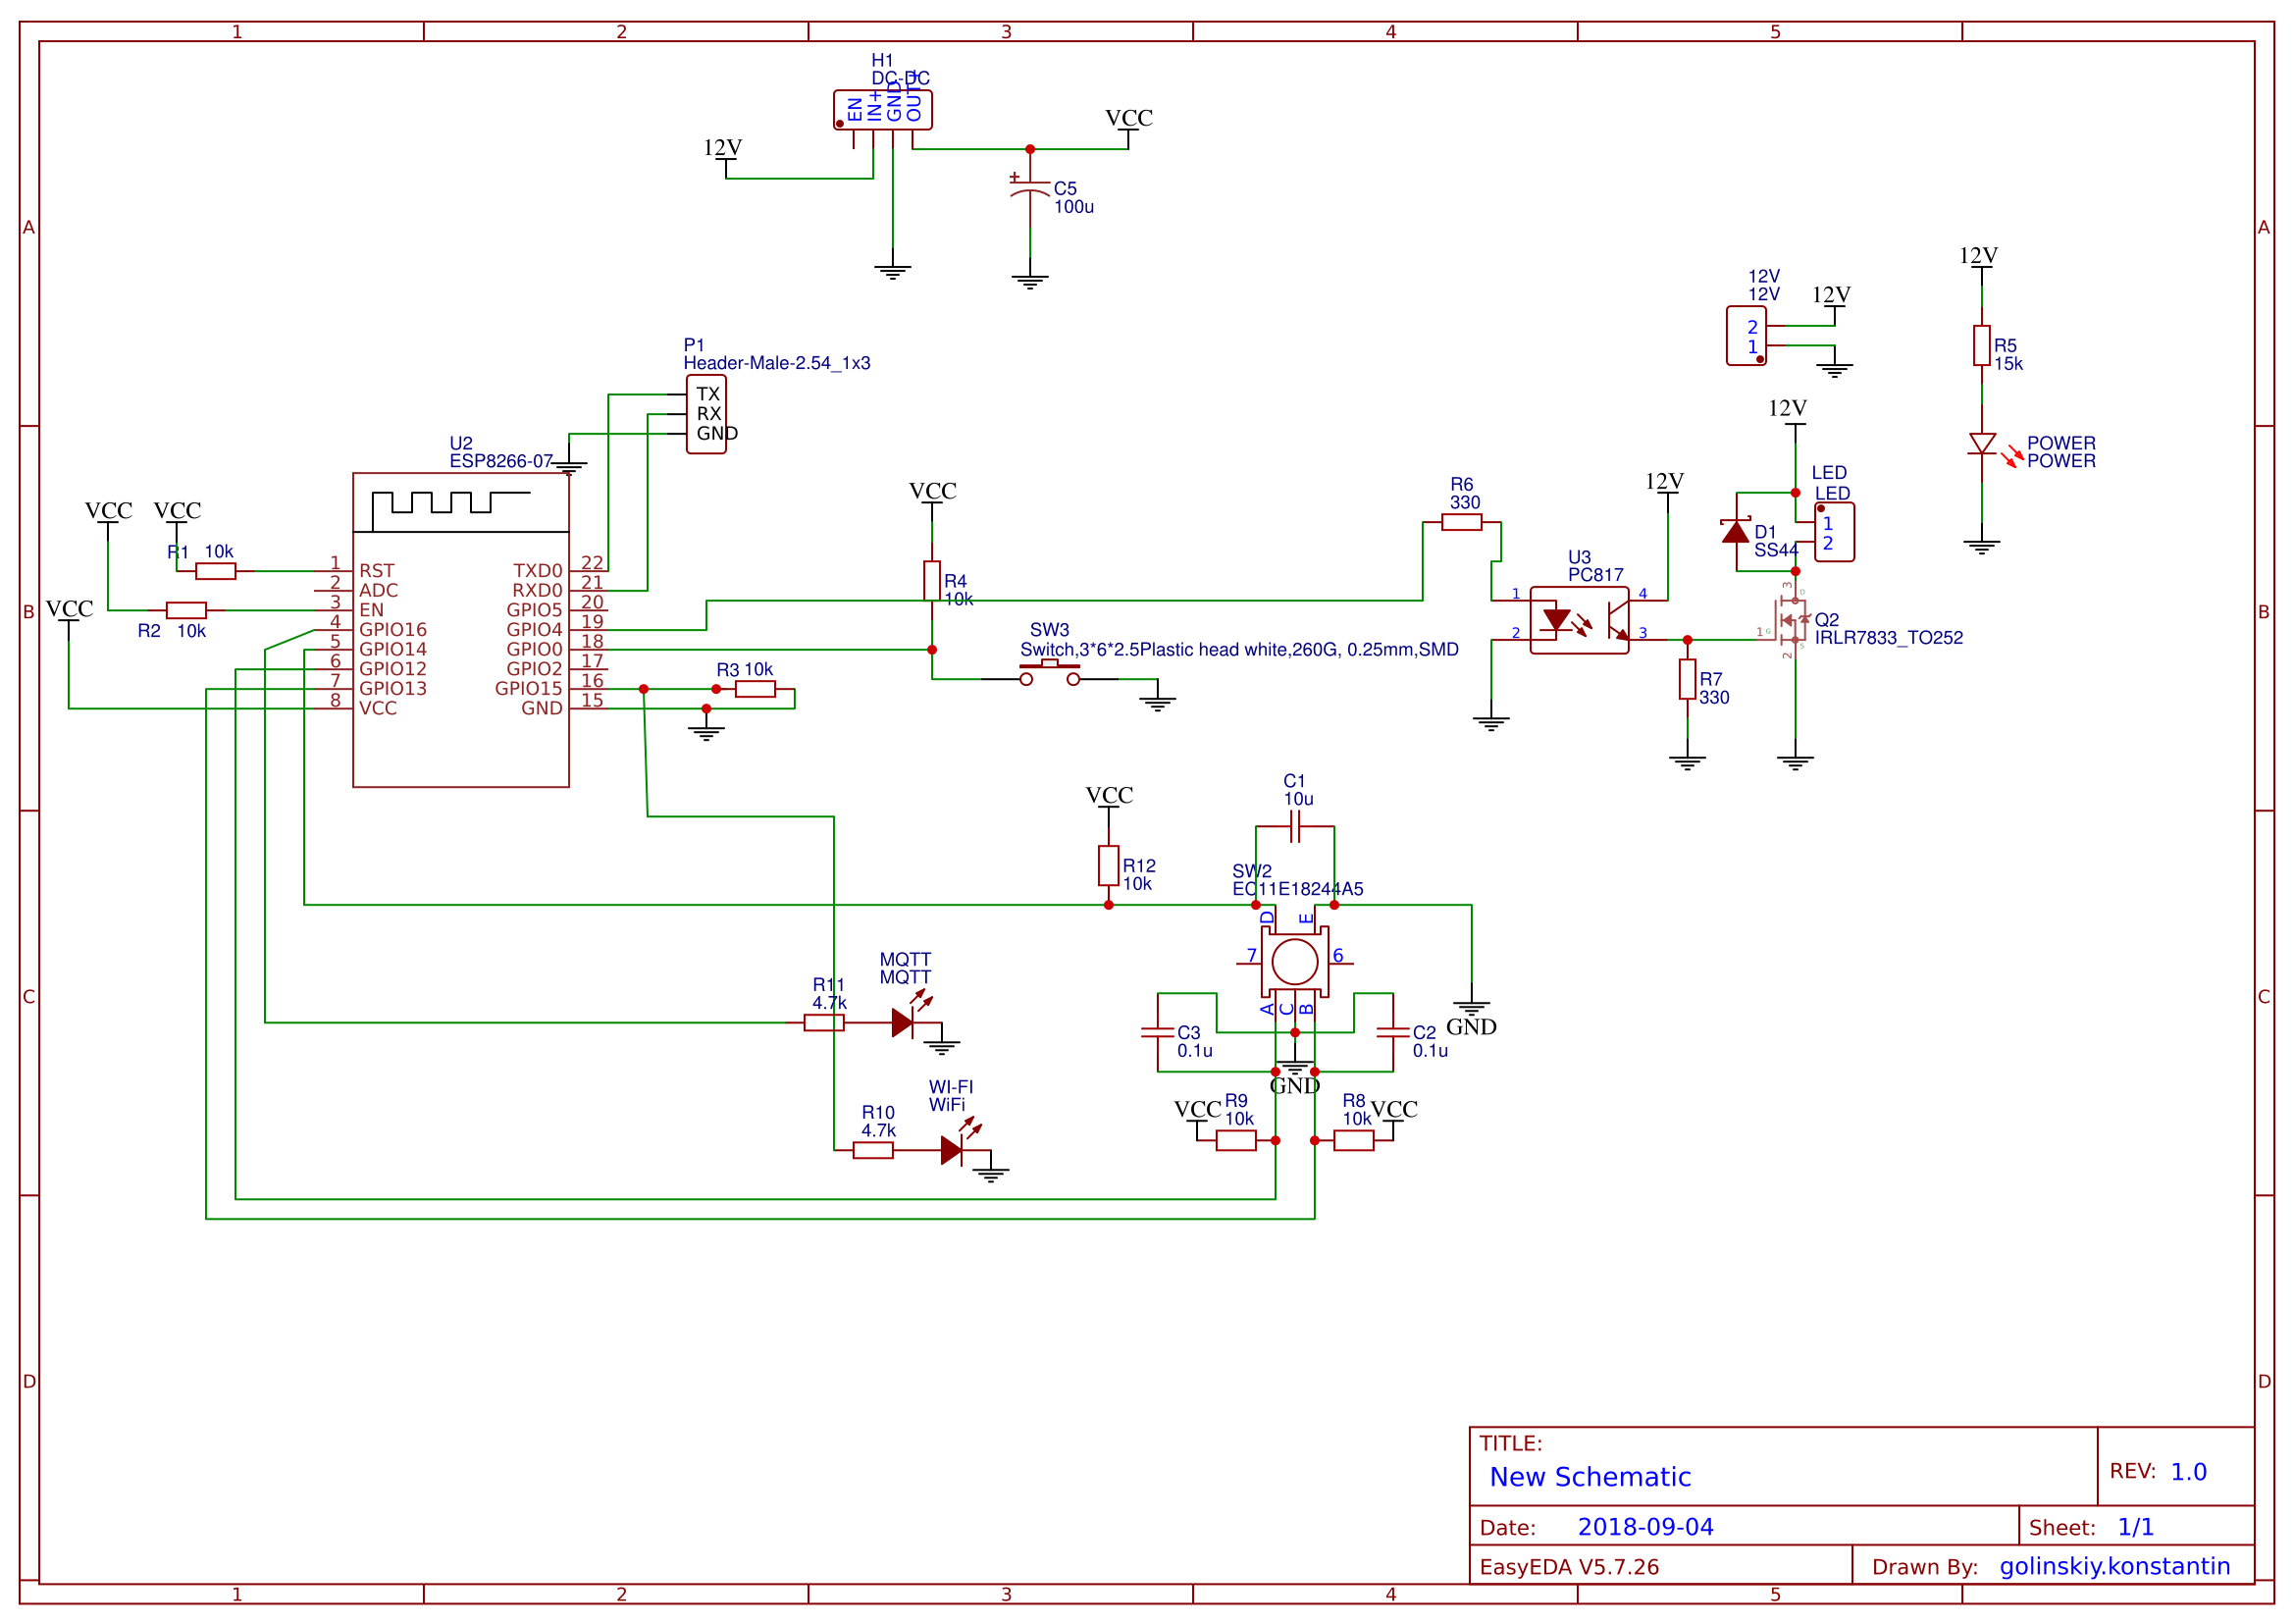 1 2 3 4 5
H1
DC-DC
EN IN+ GND OUT+
VCC
12V
C5
100u
A A
12V
12V
12V
12V
2
1
R5
15k
P1
Header-Male-2.54_1x3
TX
RX
GND
12V
POWER
POWER
U2
ESP8266-07
VCC VCC
VCC
R6
330
12V
LED
LED
1
2
D1
SS44
R1 10k
1 RST
2 ADC
3 EN
4 GPIO16
5 GPIO14
6 GPIO12
7 GPIO13
8 VCC
TXD0 22
RXD0 21
GPIO5 20
GPIO4 19
GPIO0 18
GPIO2 17
GPIO15 16
GND 15
U3
PC817
1 4
2 3
R4
10k
VCC
B B
R2 10k
3
D
1 G
S
2
Q2
IRLR7833_TO252
SW3
Switch,3*6*2.5Plastic head white,260G, 0.25mm,SMD
R3 10k
R7
330
C1
10u
VCC
R12
10k
SW2
EC11E18244A5
D E
7 6
A C B
MQTT
MQTT
R11
4.7k
C C
GND
C3
0.1u
C2
0.1u
GND
WI-FI
WiFi
R10
4.7k
VCC R9
10k
R8 VCC
10k
D D
TITLE:
New Schematic
REV: 1.0
Date: 2018-09-04
Sheet: 1/1
EasyEDA V5.7.26
Drawn By: golinskiy.konstantin
1 2 3 4 5